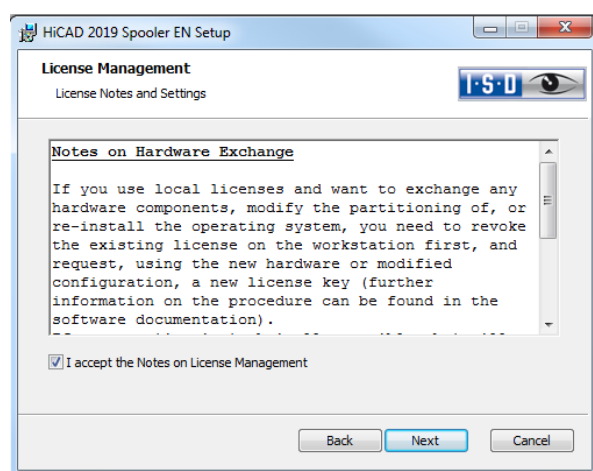 HiCAD 2019 Spooler EN Setup
License Management
License Notes and Settings
I·S·D
Notes on Hardware Exchange
If you use local licenses and want to exchange any
hardware components, modify the partitioning of, or
re-install the operating system, you need to revoke
the existing license on the workstation first, and
request, using the new hardware or modified
configuration, a new license key (further
information on the procedure can be found in the
software documentation).
I accept the Notes on License Management
Back Next Cancel